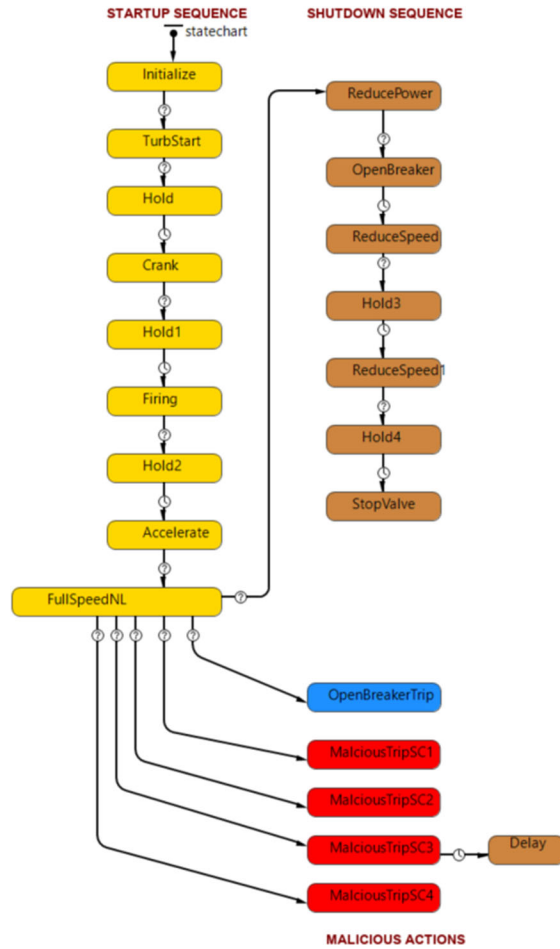 STARTUP SEQUENCE
SHUTDOWN SEQUENCE
statechart
Initialize
TurbStart
Hold
Crank
Hold1
Firing
Hold2
Accelerate
FullSpeedNL
ReducePower
OpenBreaker
ReduceSpeed
Hold3
ReduceSpeed1
Hold4
StopValve
OpenBreakerTrip
MalciousTripSC1
MalciousTripSC2
MalciousTripSC3
Delay
MalciousTripSC4
MALICIOUS ACTIONS